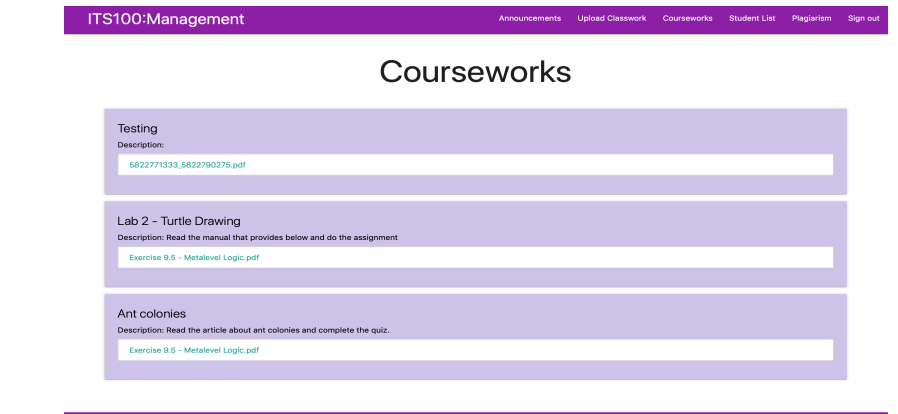 ITS100:Management
Announcements Upload Classwork Courseworks Student List Plagiarism Sign out
Courseworks
Testing
Description:
5822771333_5822790275.pdf
Lab 2 - Turtle Drawing
Description: Read the manual that provides below and do the assignment
Exercise 9.5 - Metalevel Logic.pdf
Ant colonies
Description: Read the article about ant colonies and complete the quiz.
Exercise 9.5 - Metalevel Logic.pdf